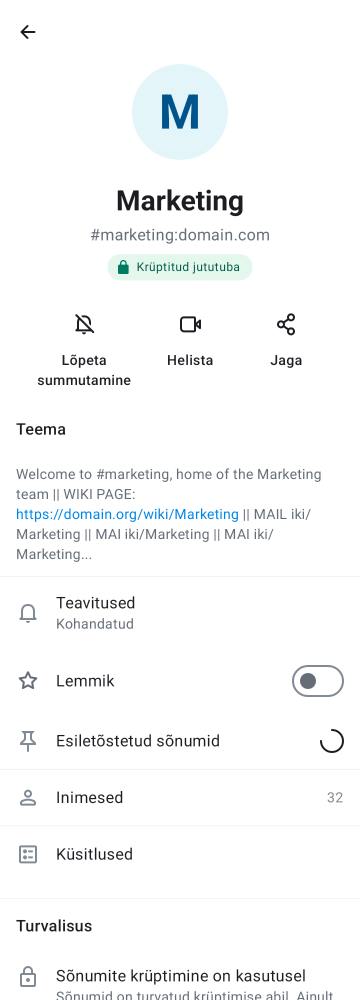 M
Marketing
#marketing:domain.com
Krüptitud jututuba
Lõpeta
summutamine
Helista
Jaga
Teema
Welcome to #marketing, home of the Marketing
team || WIKI PAGE:
https://domain.org/wiki/Marketing || MAIL iki/
Marketing || MAI iki/Marketing || MAI iki/
Marketing...
Teavitused
Kohandatud
Lemmik
Esiletõstetud sõnumid
Inimesed
32
Küsitlused
Turvalisus
Sõnumite krüptimine on kasutusel
Sõnumid on turvatud krüptimise abil. Ainult